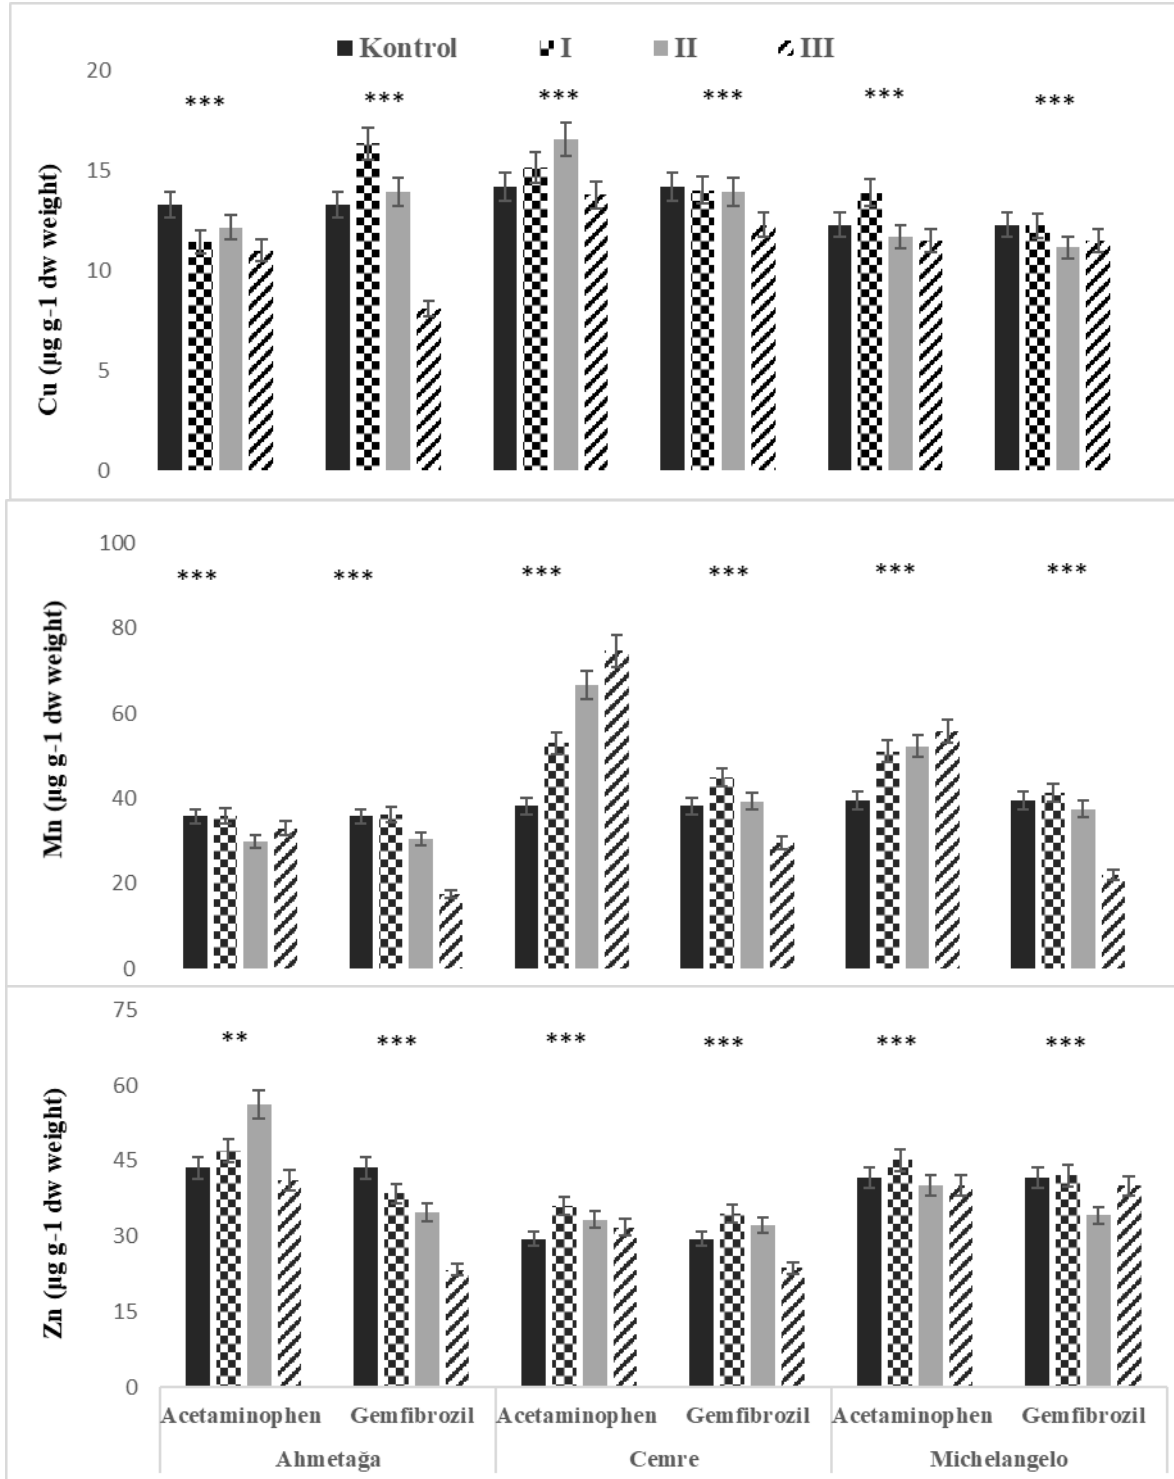 Kontrol I II III
20
*** *** *** *** *** ***
15
10
5
0
Cu (µg g-1 dw weight)
100
*** *** *** *** *** ***
80
60
40
20
0
Mn (µg g-1 dw weight)
75
** *** *** *** *** ***
60
45
30
15
0
Zn (µg g-1 dw weight)
Acetaminophen Gemfibrozil Acetaminophen Gemfibrozil Acetaminophen Gemfibrozil
Ahmetağa Cemre Michelangelo